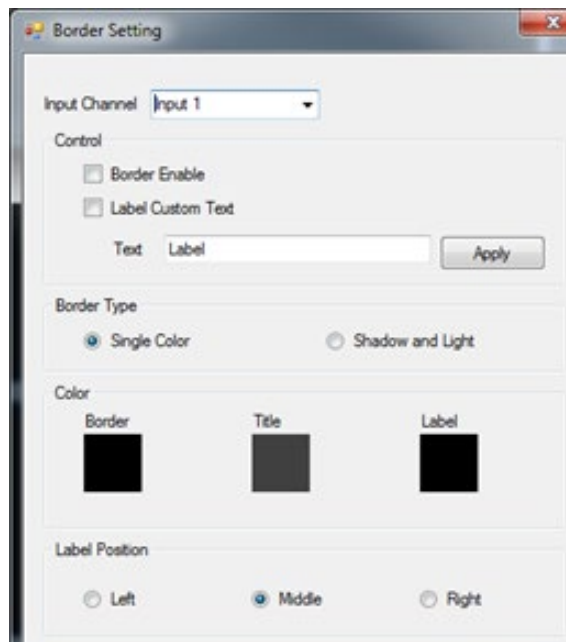 Border Setting
Input Channel Input 1
Control
Border Enable
Label Custom Text
Text Label Apply
Border Type
Single Color Shadow and Light
Color
Border Title Label
Label Position
Left Middle Right